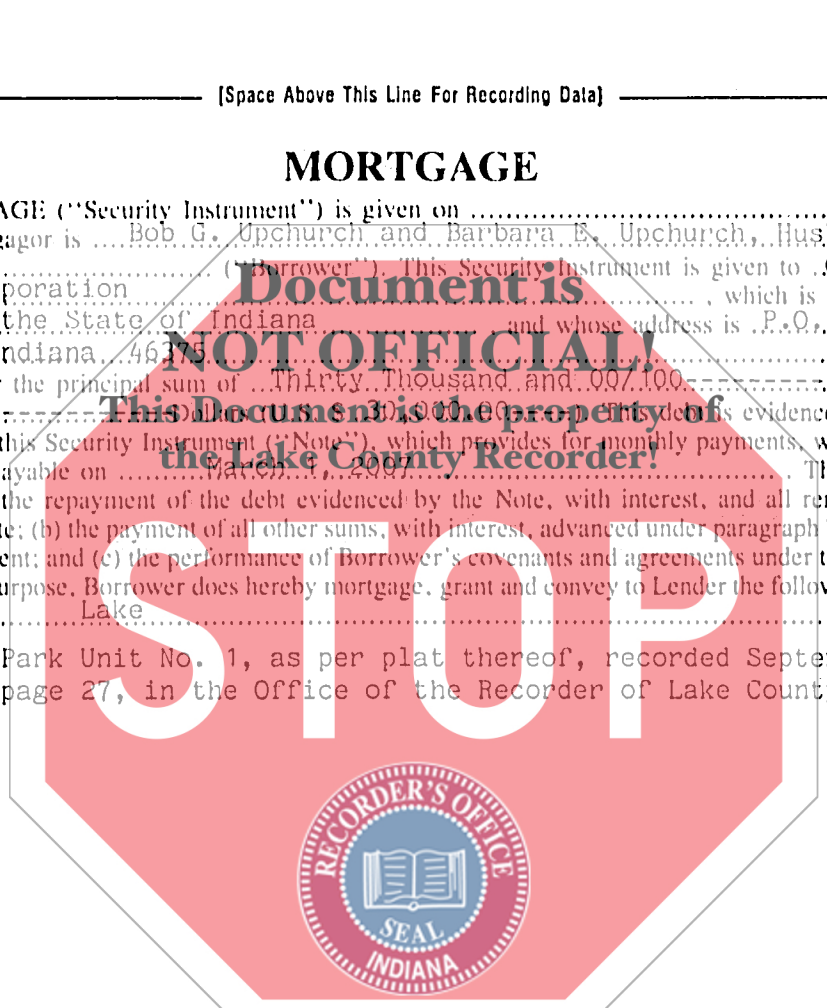 [Space Above This Line For Recording Data]
MORTGAGE
AGE ("Security Instrument") is given on
gagor is Bob G. Upchurch and Barbara E. Upchurch, Hus
("Borrower"). This Security Instrument is given to
poration , which is
the State of Indiana and whose address is P.O.
ndiana 46375
the principal sum of Thirty Thousand and 00/100----------
---------- Dollars (U.S. $ 30,000.00------). This debt is evidence
this Security Instrument ("Note"), which provides for monthly payments, w
ayable on March 1, 2007 . Th
the repayment of the debt evidenced by the Note, with interest, and all re
te; (b) the payment of all other sums, with interest, advanced under paragraph
ent; and (c) the performance of Borrower's covenants and agreements under t
urpose, Borrower does hereby mortgage, grant and convey to Lender the follow
Lake
Park Unit No. 1, as per plat thereof, recorded Septe
page 27, in the Office of the Recorder of Lake Count
Document is
NOT OFFICIAL!
This Document is the property of
the Lake County Recorder!
STOP
RECORDER'S OFFICE
SEAL
INDIANA